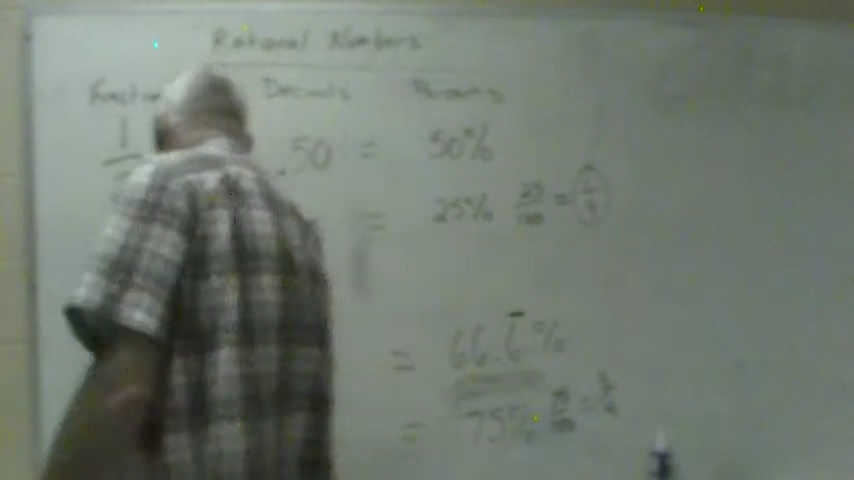 Rational Numbers
Fraction Decimals Percents
1 .50 = 50%
= 25% 25/100 = 1/4
= 66.6̅%
= 75% 75/100 = 3/4